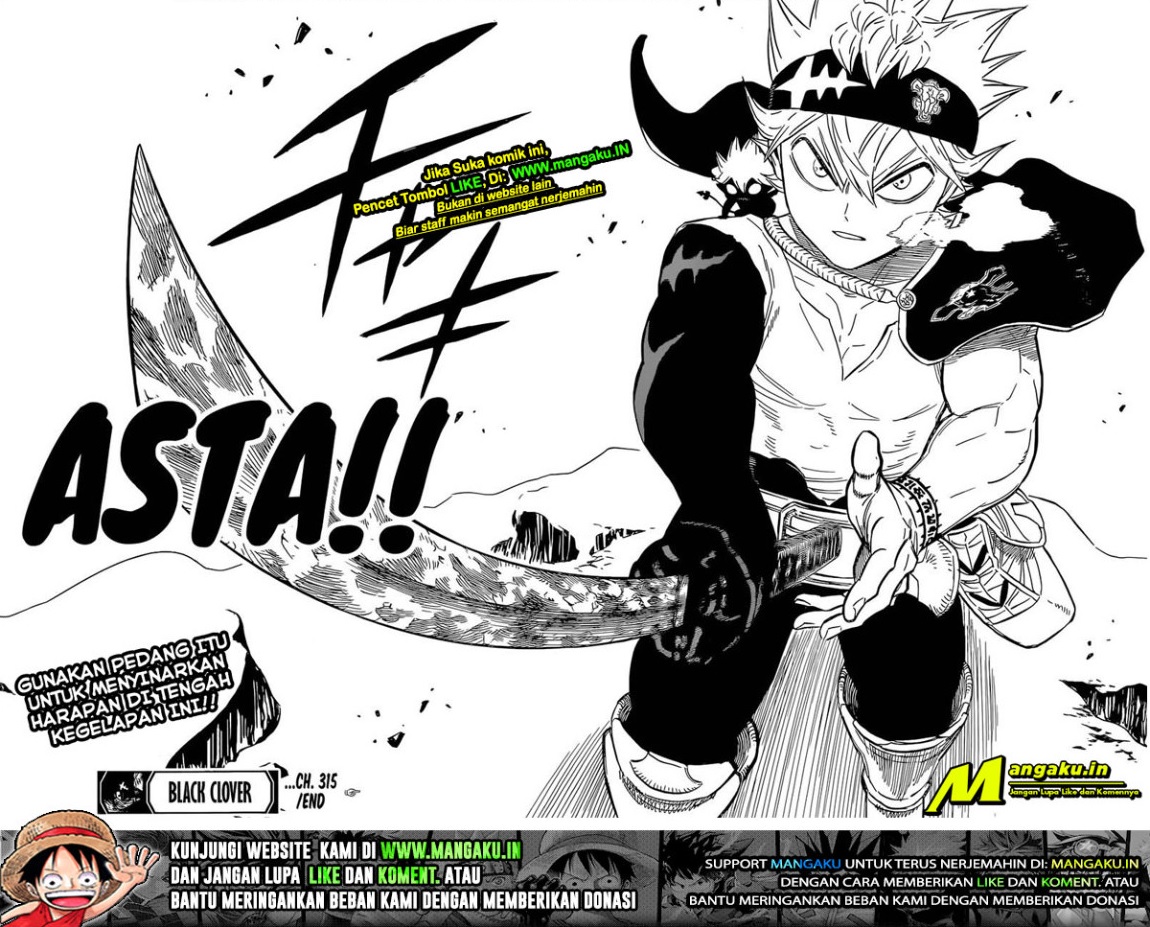 アスタ
Jika Suka komik ini,
Pencet Tombol LIKE, Di: WWW.mangaku.IN
Bukan di website lain
Biar staff makin semangat nerjemahin
ASTA!!
GUNAKAN PEDANG ITU
UNTUK MENYINARKAN
HARAPAN DI TENGAH
KEGELAPAN INI!!
BLACK CLOVER
...CH. 315
/END
Mangaku.in
Jangan Lupa Like dan Komennya
KUNJUNGI WEBSITE KAMI DI WWW.MANGAKU.IN
DAN JANGAN LUPA LIKE DAN KOMENT. ATAU
BANTU MERINGANKAN BEBAN KAMI DENGAN MEMBERIKAN DONASI
SUPPORT MANGAKU UNTUK TERUS NERJEMAHIN DI: MANGAKU.IN
DENGAN CARA MEMBERIKAN LIKE DAN KOMENT. ATAU
BANTU MERINGANKAN BEBAN KAMI DENGAN MEMBERIKAN DONASI